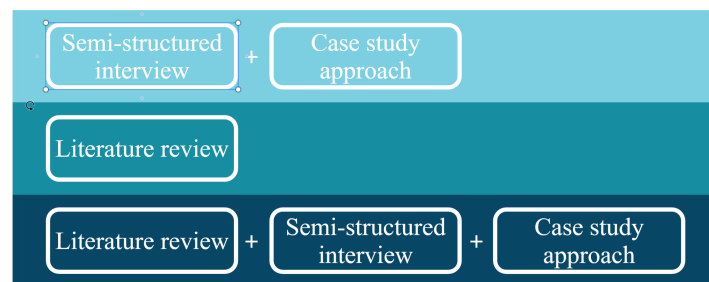 Semi-structured
interview
+
Case study
approach
Literature review
Literature review
+
Semi-structured
interview
+
Case study
approach